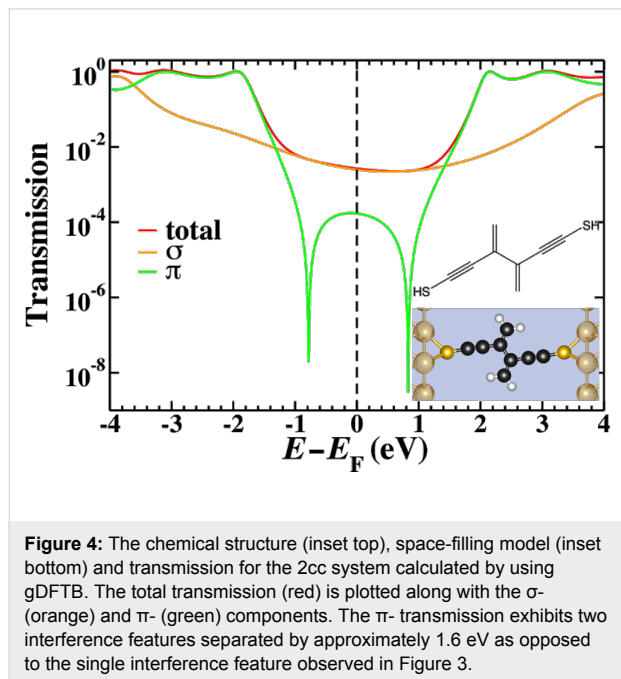 10⁰
10⁻²
10⁻⁴
10⁻⁶
10⁻⁸
Transmission
total
σ
π
SH
HS
-4 -3 -2 -1 0 1 2 3 4
E−E_F (eV)
Figure 4: The chemical structure (inset top), space-filling model (inset
bottom) and transmission for the 2cc system calculated by using
gDFTB. The total transmission (red) is plotted along with the σ-
(orange) and π- (green) components. The π- transmission exhibits two
interference features separated by approximately 1.6 eV as opposed
to the single interference feature observed in Figure 3.